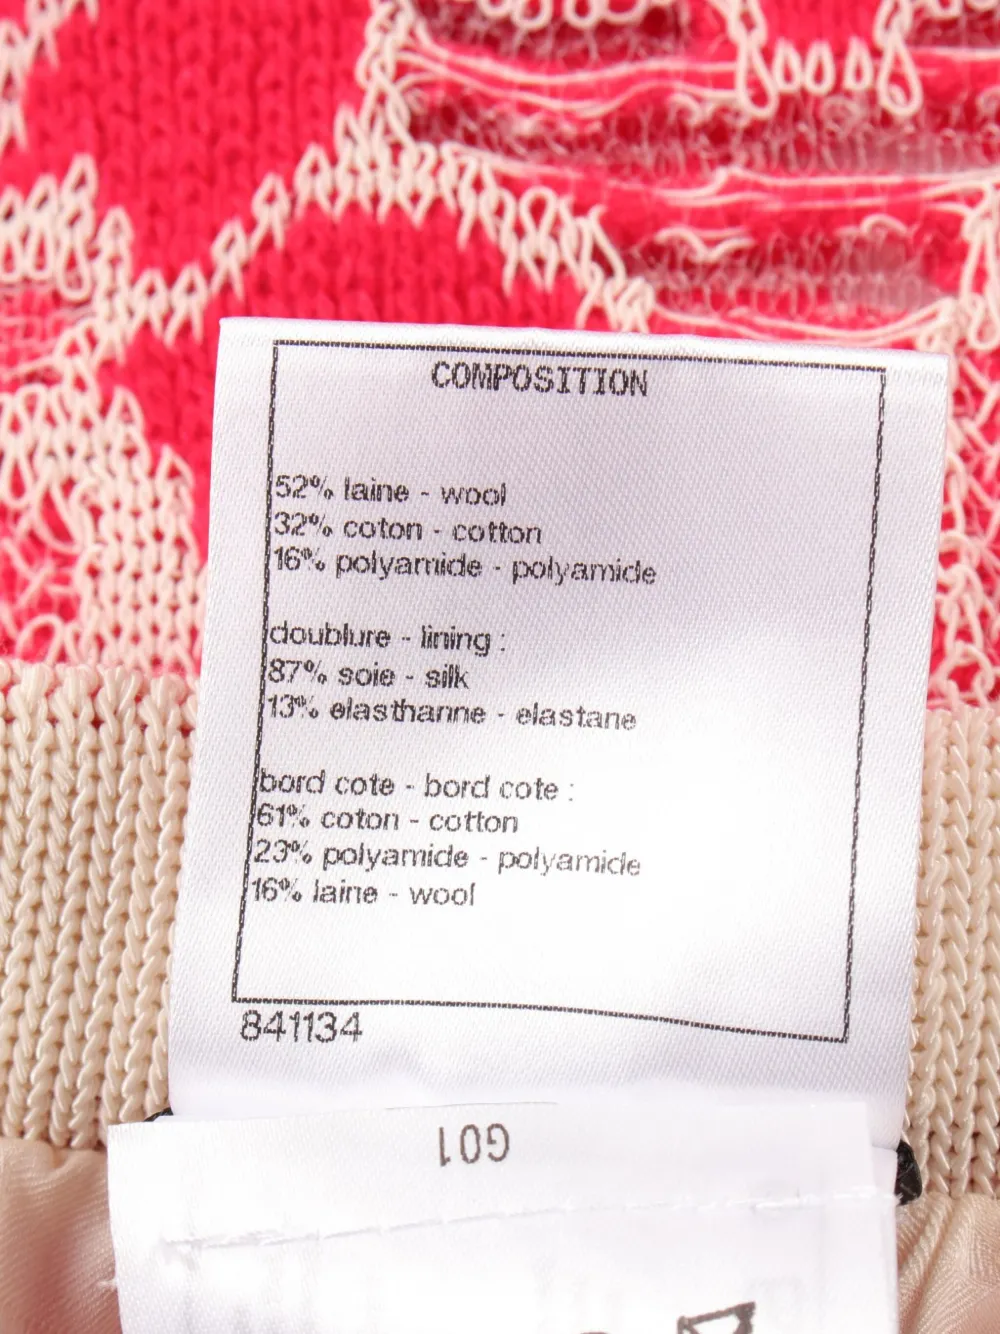 COMPOSITION
52% laine - wool
32% coton - cotton
16% polyamide - polyamide
doublure - lining :
87% soie - silk
13% elasthanne - elastane
bord cote - bord cote :
61% coton - cotton
23% polyamide - polyamide
16% laine - wool
841134
G01